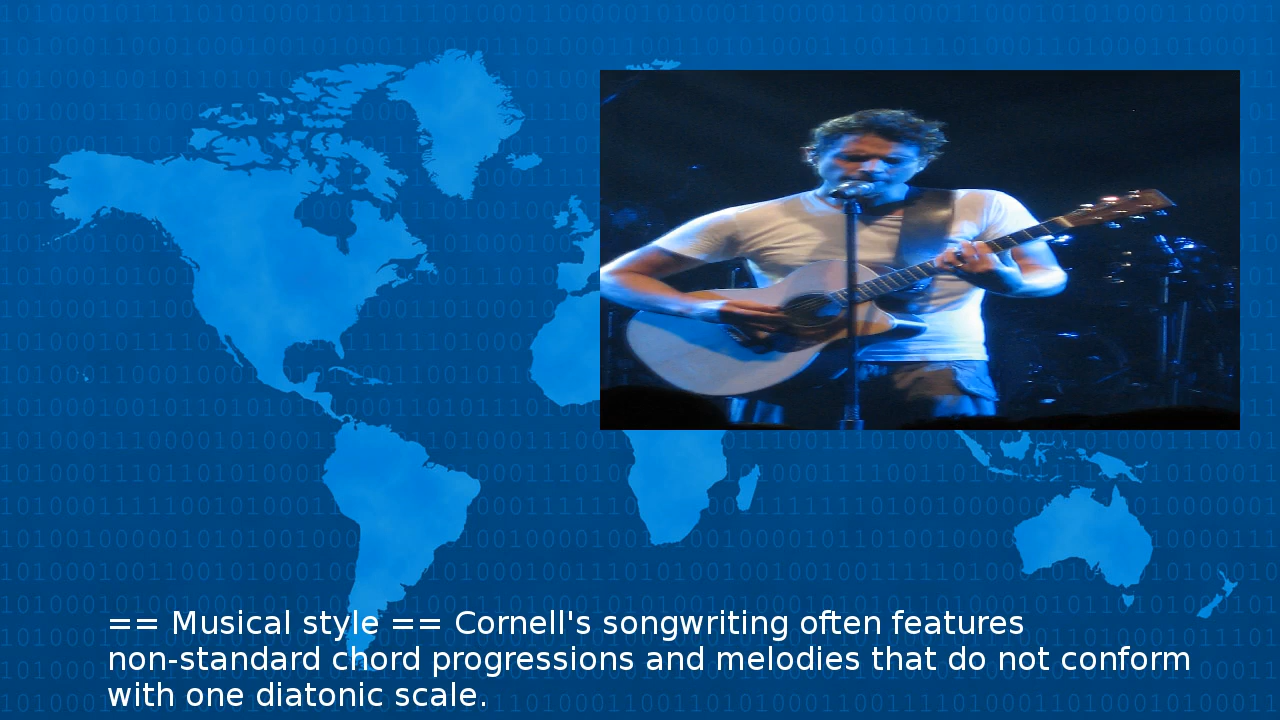 == Musical style == Cornell's songwriting often features
non-standard chord progressions and melodies that do not conform
with one diatonic scale.